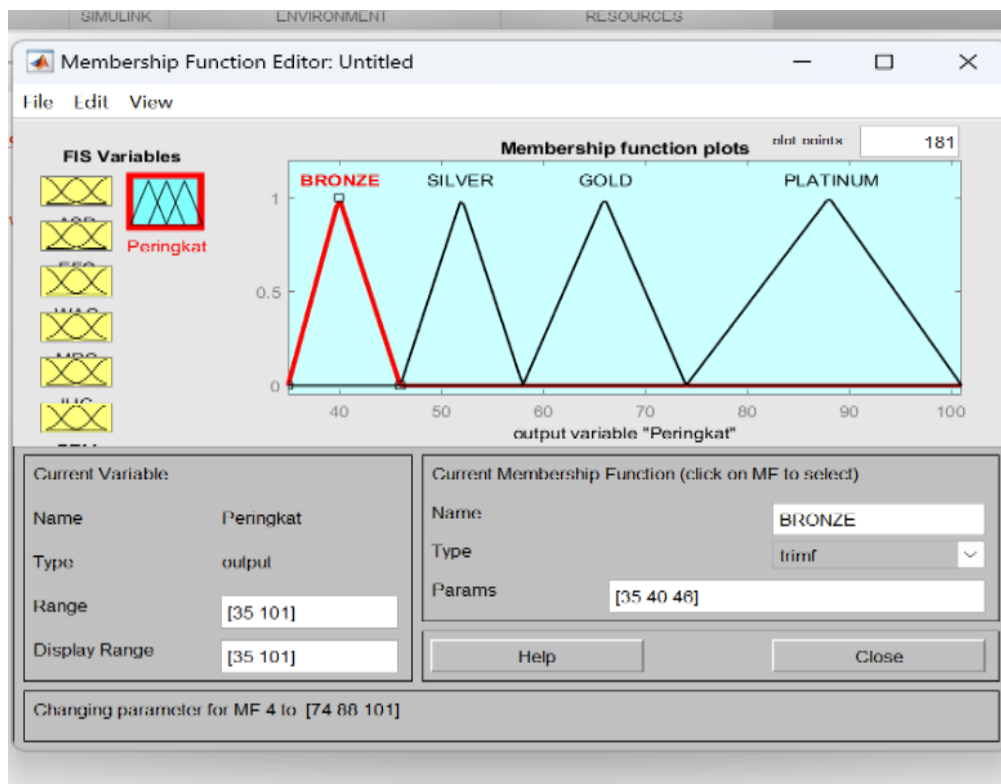 SIMULINK ENVIRONMENT RESOURCES
Membership Function Editor: Untitled
File Edit View
FIS Variables
Peringkat
Membership function plots
plot points:
181
BRONZE SILVER GOLD PLATINUM
1
0.5
0
40 50 60 70 80 90 100
output variable "Peringkat"
Current Variable
Name Peringkat
Type output
Range [35 101]
Display Range [35 101]
Current Membership Function (click on MF to select)
Name BRONZE
Type trimf
Params [35 40 46]
Help Close
Changing parameter for MF 4 to [74 88 101]